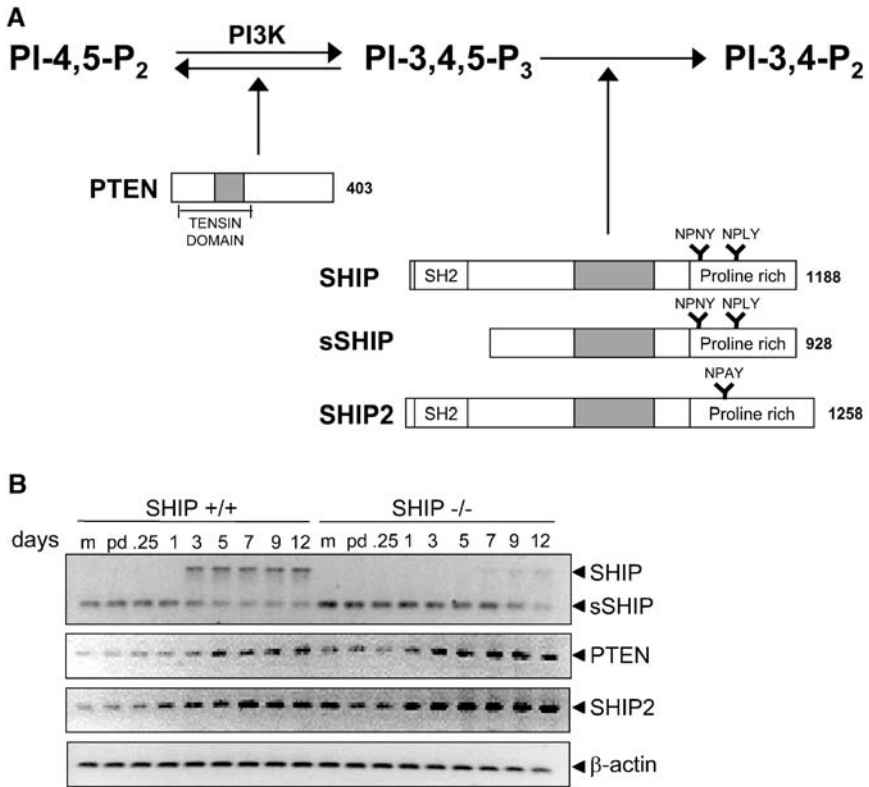 A
PI3K
PI-4,5-P2 PI-3,4,5-P3 PI-3,4-P2
PTEN 403
TENSIN
DOMAIN
NPNY NPLY
SHIP SH2 Proline rich 1188
NPNY NPLY
sSHIP Proline rich 928
NPAY
SHIP2 SH2 Proline rich 1258
B
SHIP +/+ SHIP -/-
days m pd .25 1 3 5 7 9 12 m pd .25 1 3 5 7 9 12
SHIP
sSHIP
PTEN
SHIP2
β-actin